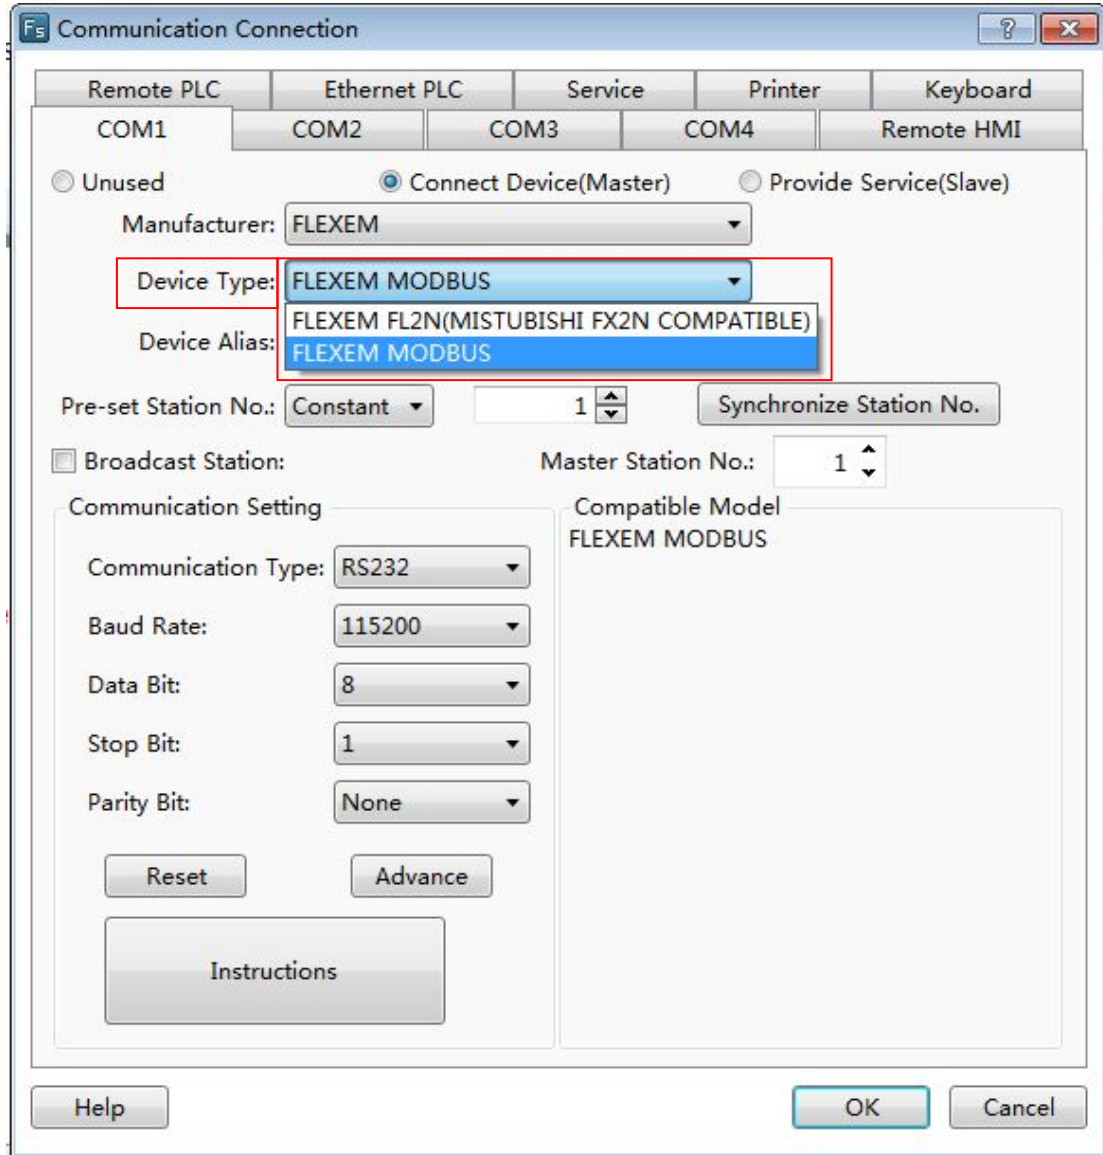 Fs Communication Connection ?
Remote PLC Ethernet PLC Service Printer Keyboard
COM1 COM2 COM3 COM4 Remote HMI
Unused Connect Device(Master) Provide Service(Slave)
Manufacturer: FLEXEM
Device Type: FLEXEM MODBUS
FLEXEM FL2N(MISTUBISHI FX2N COMPATIBLE)
Device Alias: FLEXEM MODBUS
Pre-set Station No.: Constant 1 Synchronize Station No.
Broadcast Station: Master Station No.: 1
Communication Setting
Communication Type: RS232
Baud Rate: 115200
Data Bit: 8
Stop Bit: 1
Parity Bit: None
Reset Advance
Instructions
Compatible Model
FLEXEM MODBUS
Help OK Cancel